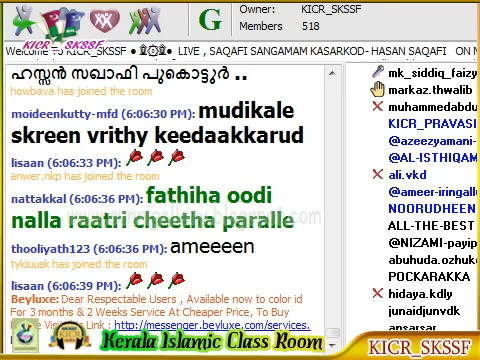 KICR_SKSSF
Owner: KICR_SKSSF
Members 518
Welcome To KICR_SKSSF ● ۩۞۩ ● LIVE , SAQAFI SANGAMAM KASARKOD- HASAN SAQAFI ON M
ഹസ്സൻ സഖാഫി പൂകൊട്ടൂർ ..
howbava has joined the room
moideenkutty-mfd (6:06:30 PM): mudikale
skreen vrithy keedaakkarud
lisaan (6:06:33 PM):
anwer.nkp has joined the room
nattakkal (6:06:36 PM): fathiha oodi
nalla raatri cheetha paralle
thooliyath123 (6:06:36 PM): ameeeen
tykiuusk has joined the room
lisaan (6:06:39 PM):
Beyluxe: Dear Respectable Users , Available now to color id
For 3 months & 2 Weeks Service At Cheaper Price, To Buy
Link : http://messenger.beyluxe.com/services.
mk_siddiq_faizy
markaz.thwalib
muhammedabdu
KICR_PRAVASI
@azeezyamani-
@AL-ISTHIQAM
ali.vkd
@ameer-iringallu
NOORUDHEEN
ALL-THE-BEST
@NIZAMI-payip
abuhuda.ozhuko
POCKARAKKA
hidaya.kdly
junaidjunvdk
ansarsar
KICR SKSSF
Kerala Islamic Class Room
KICR_SKSSF